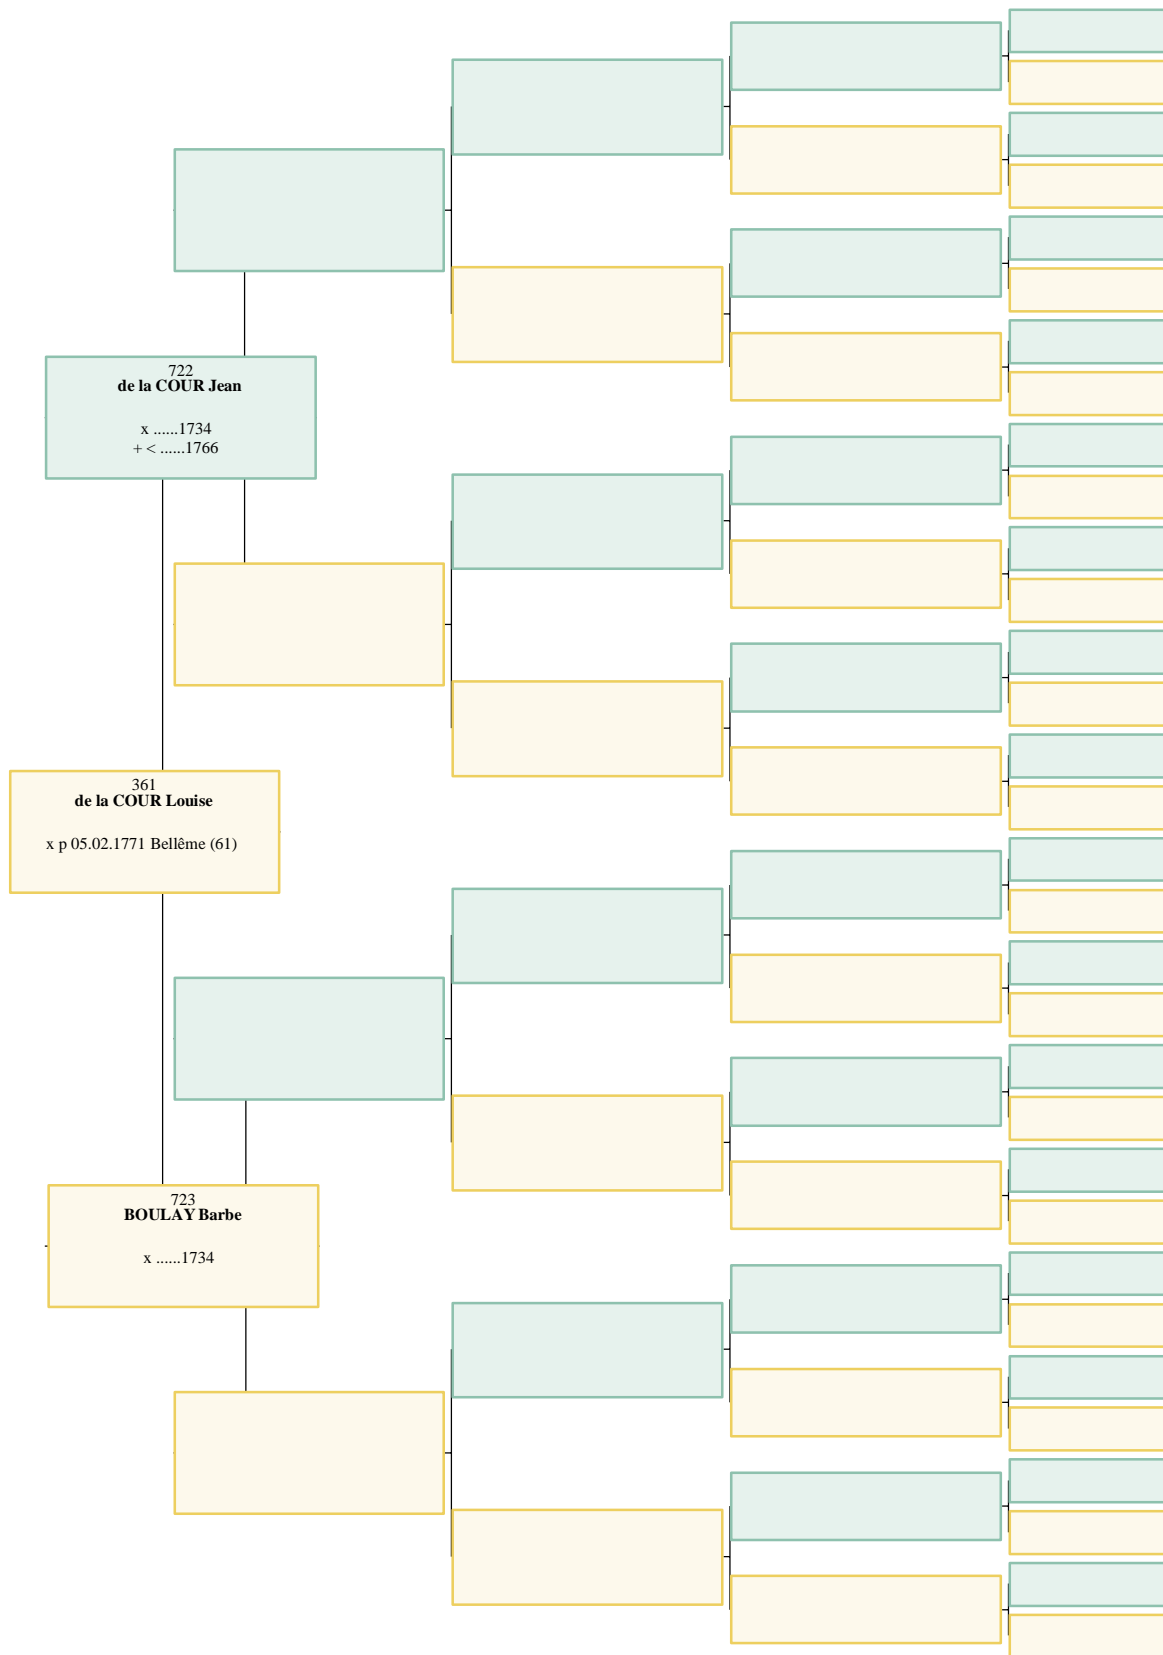 722
de la COUR Jean
x ......1734
+ < ......1766
361
de la COUR Louise
x p 05.02.1771 Bellême (61)
723
BOULAY Barbe
x ......1734